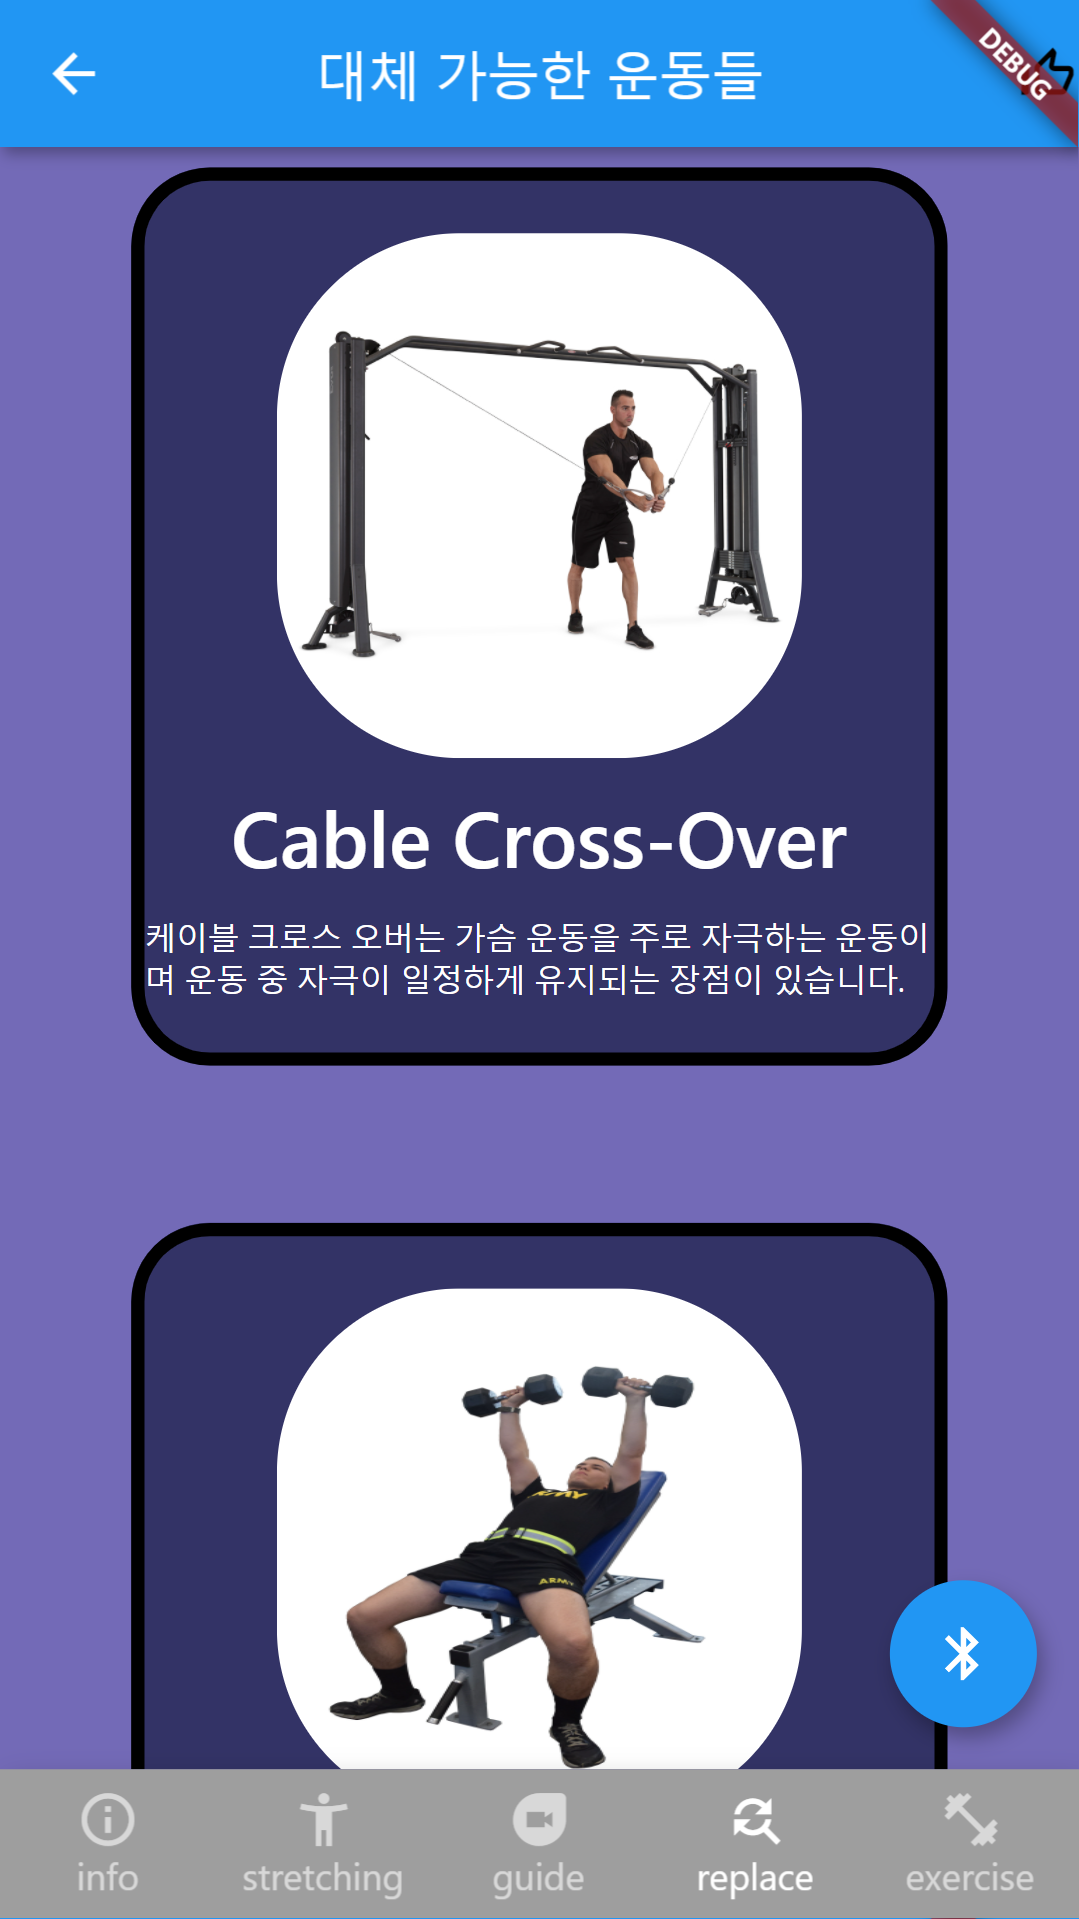 대체 가능한 운동들
DEBUG
Cable Cross-Over
케이블 크로스 오버는 가슴 운동을 주로 자극하는 운동이
며 운동 중 자극이 일정하게 유지되는 장점이 있습니다.
ARMY
ARMY
info
stretching
guide
replace
exercise